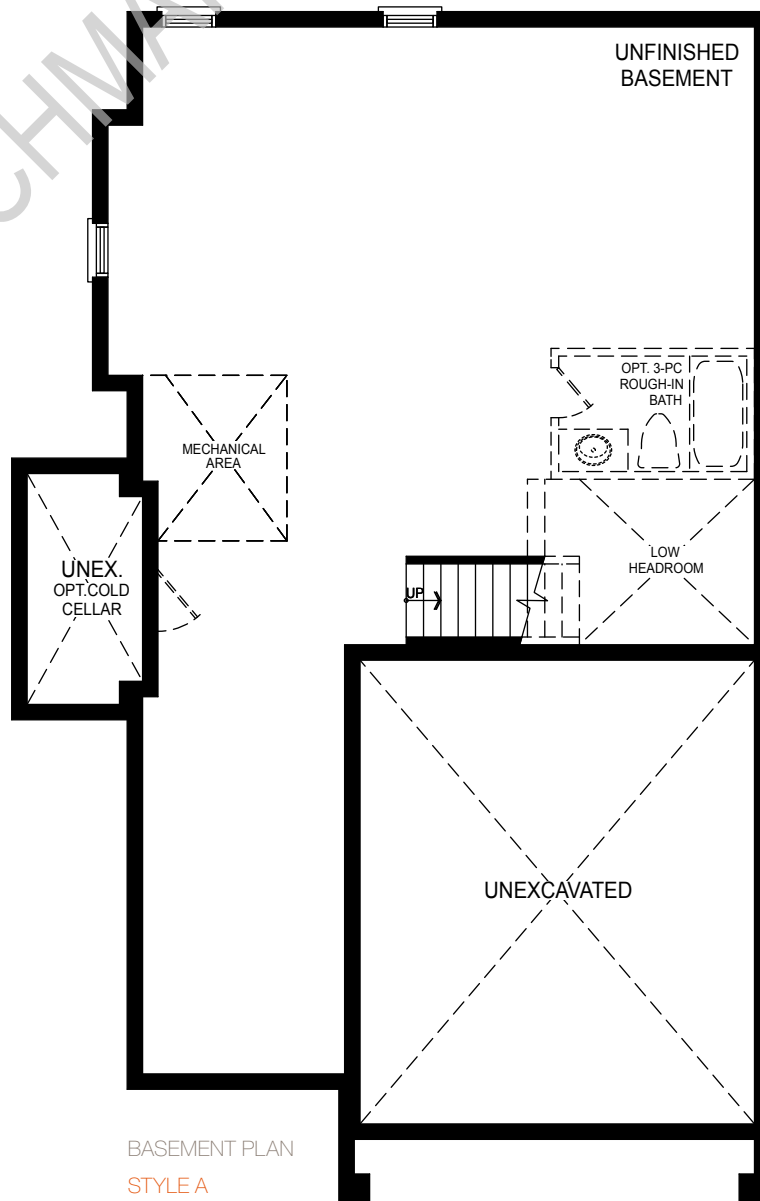 UNFINISHED
BASEMENT
OPT. 3-PC
ROUGH-IN
BATH
MECHANICAL
AREA
LOW
HEADROOM
UNEX.
OPT.COLD
CELLAR
UP
UNEXCAVATED
BASEMENT PLAN
STYLE A